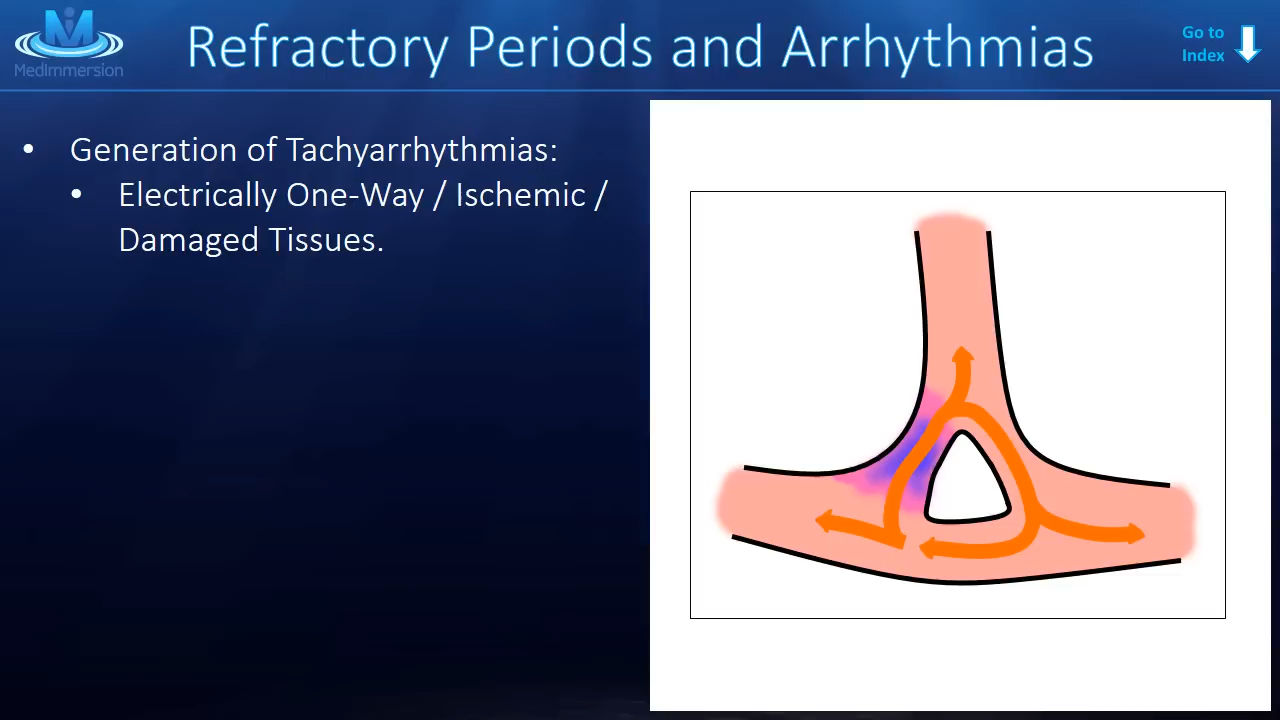 MedImmersion
Refractory Periods and Arrhythmias
Go to
Index
• Generation of Tachyarrhythmias:
• Electrically One-Way / Ischemic /
Damaged Tissues.